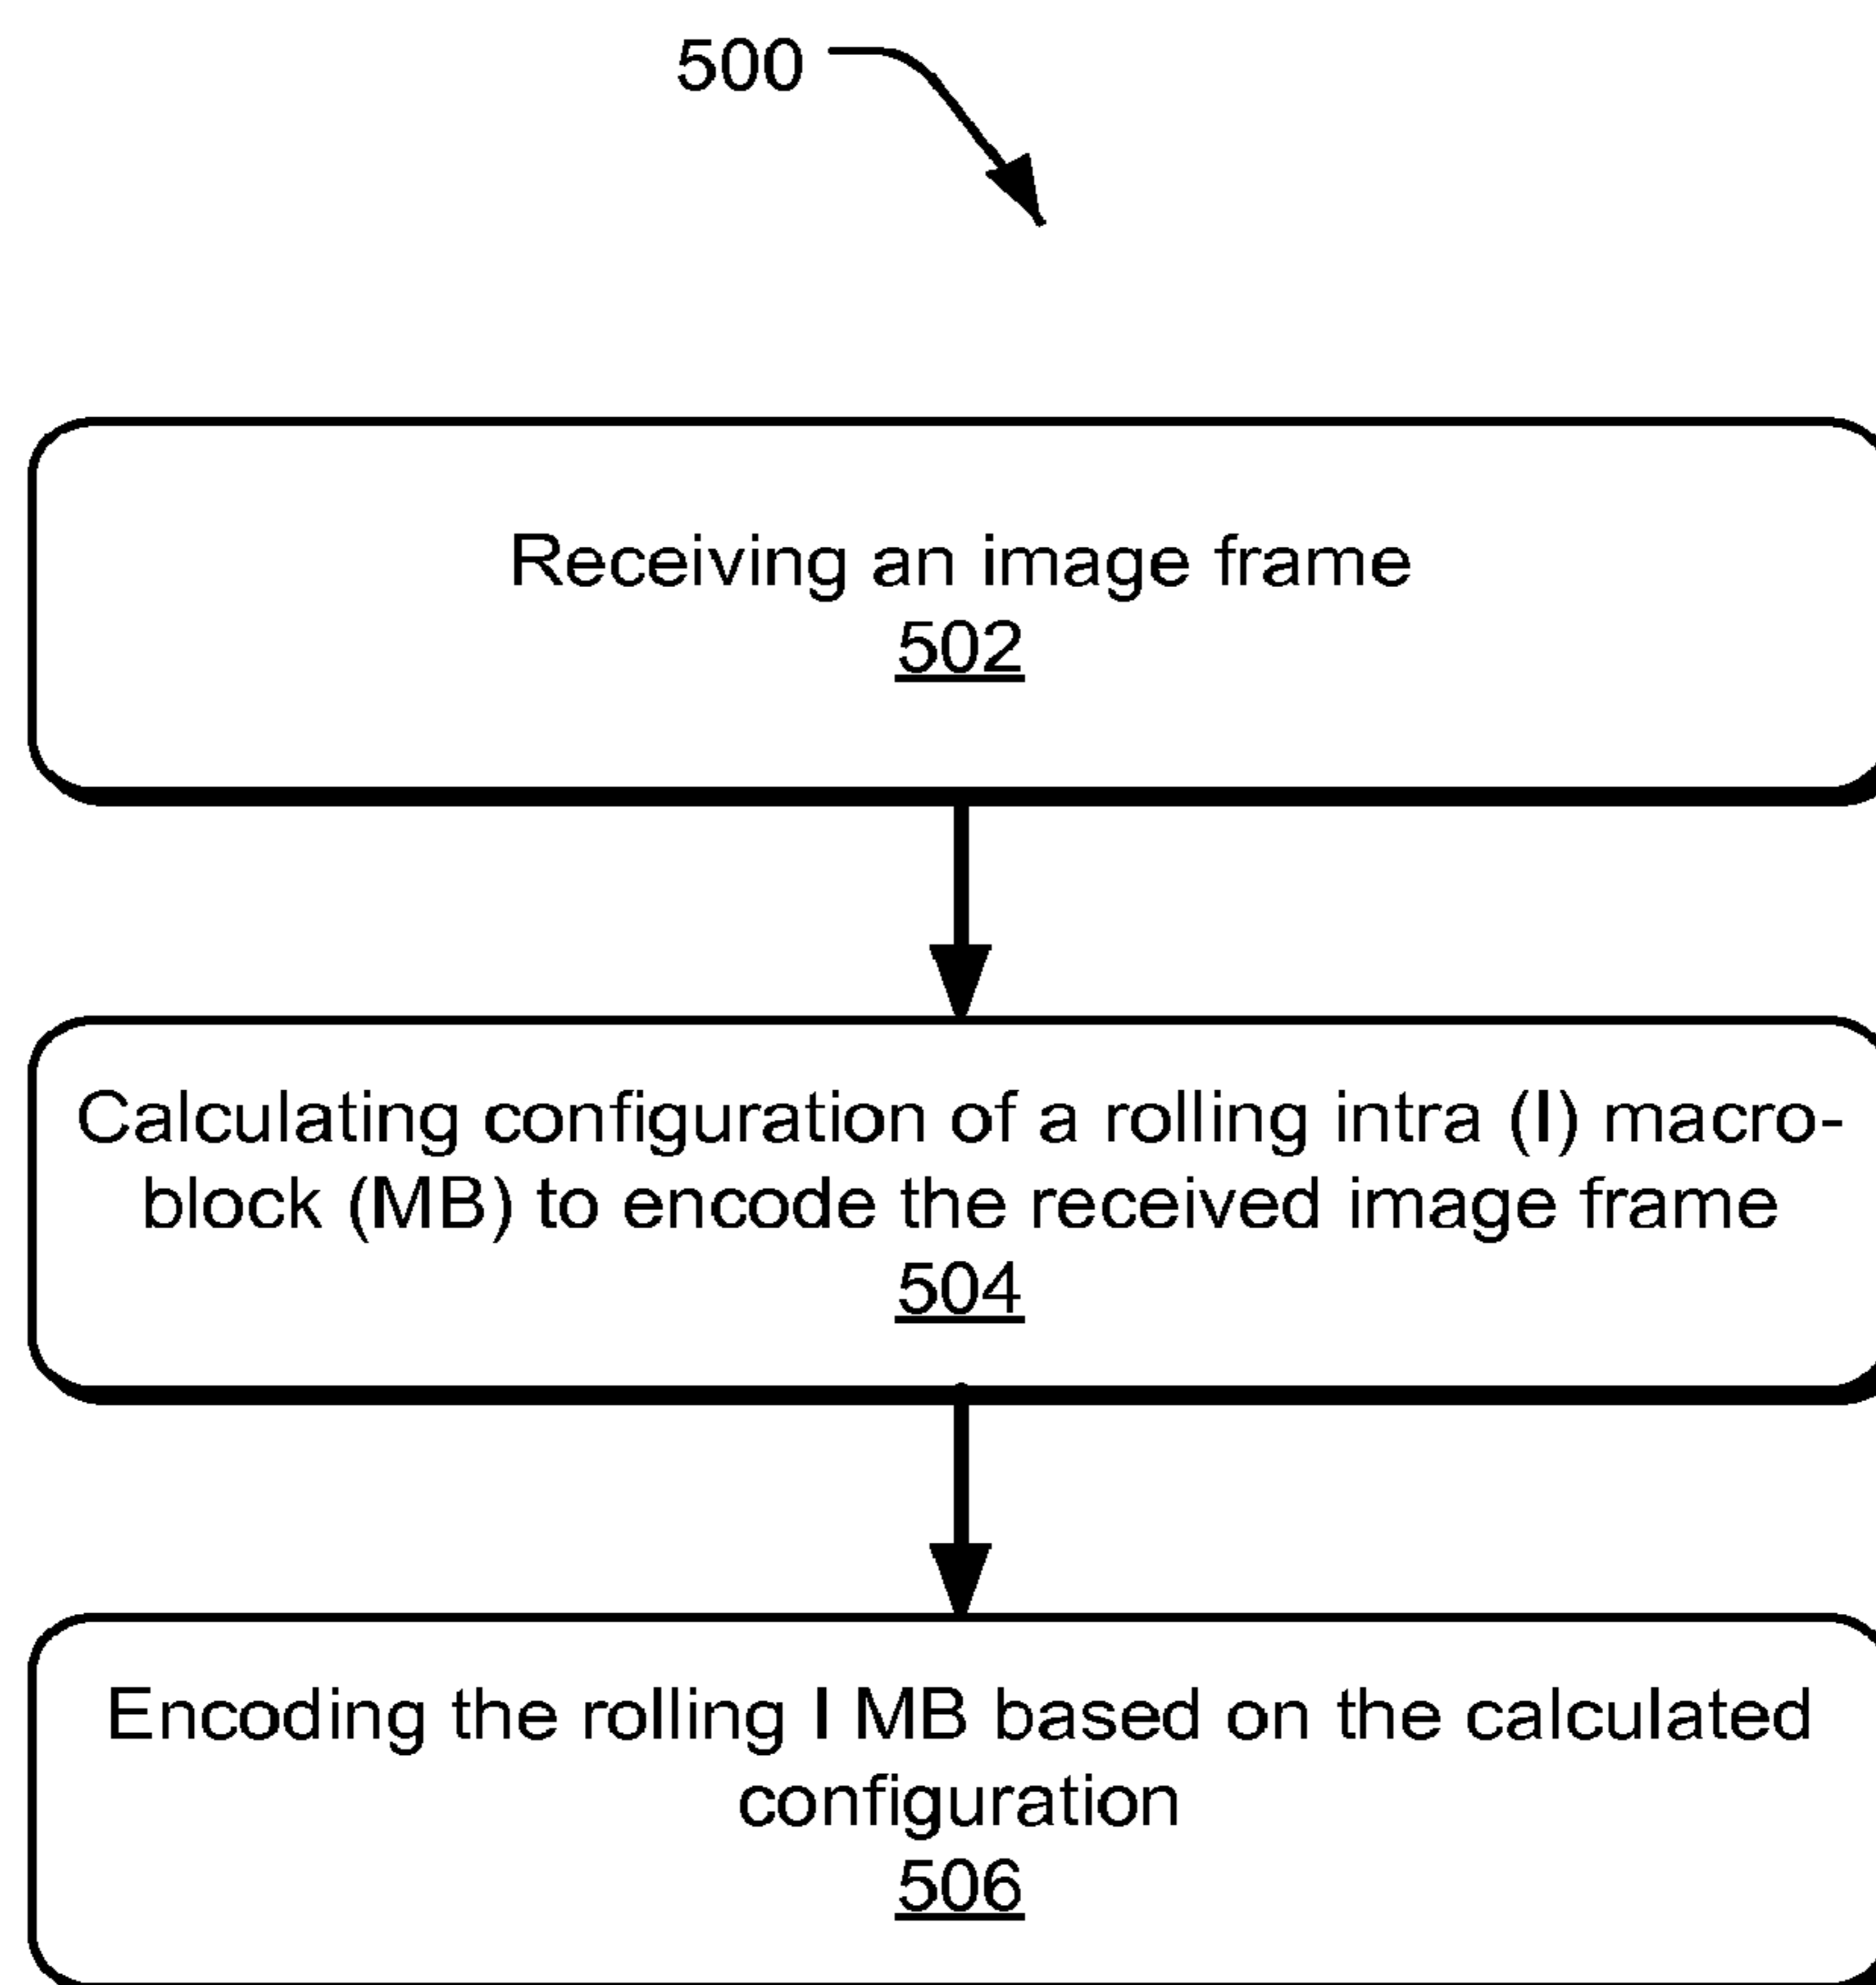 500
Receiving an image frame
502
Calculating configuration of a rolling intra (I) macro-
block (MB) to encode the received image frame
504
Encoding the rolling I MB based on the calculated
configuration
506